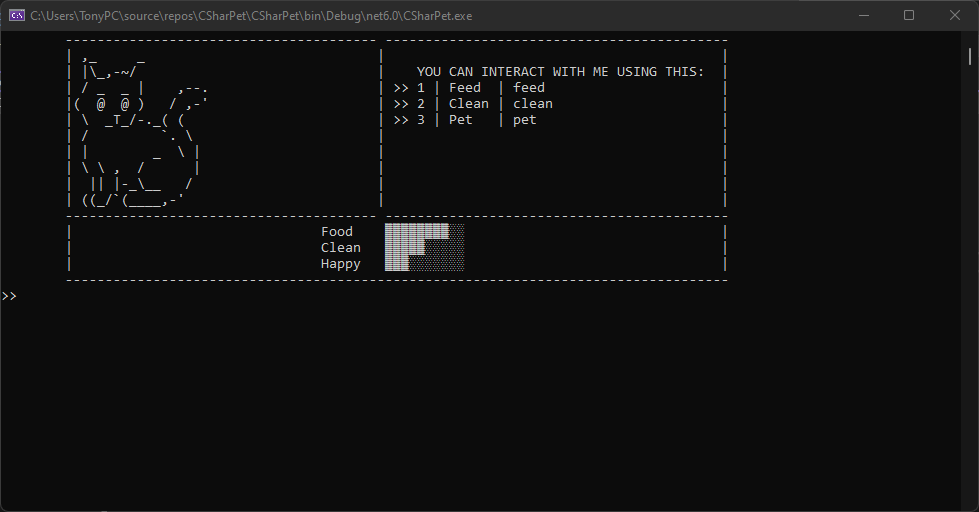 C:\Users\TonyPC\source\repos\CSharPet\CSharPet\bin\Debug\net6.0\CSharPet.exe
YOU CAN INTERACT WITH ME USING THIS:
>> 1 | Feed | feed
>> 2 | Clean | clean
>> 3 | Pet | pet
Food
Clean
Happy
>>